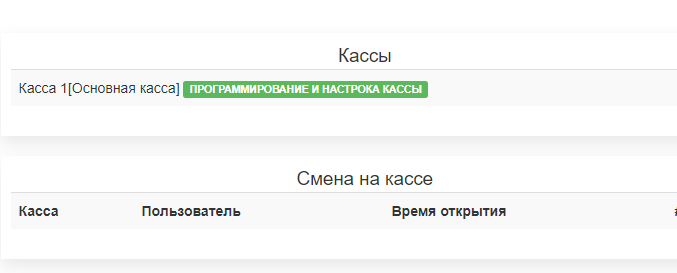 Кассы
Касса 1[Основная касса] ПРОГРАММИРОВАНИЕ И НАСТРОКА КАССЫ
Смена на кассе
Касса Пользователь Время открытия